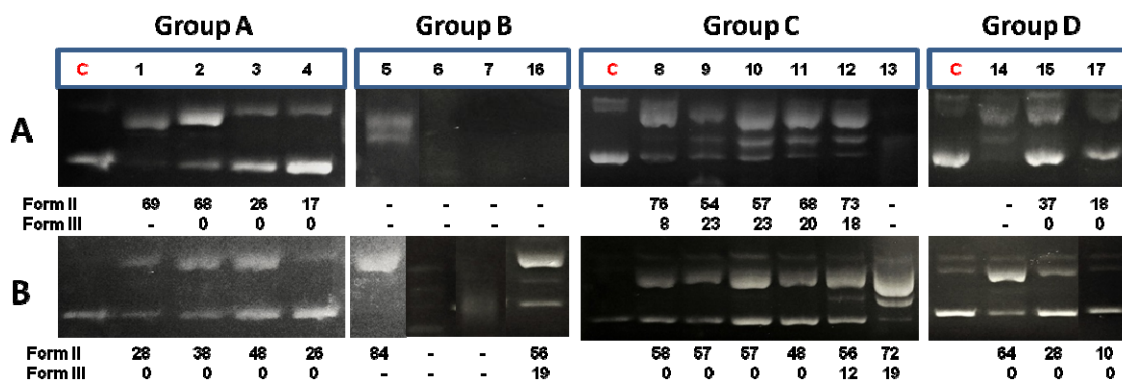 Group A Group B Group C Group D
C 1 2 3 4 5 6 7 16 C 8 9 10 11 12 13 C 14 15 17
A
Form II 69 68 26 17 76 54 57 68 73 - - 37 18
Form III - 0 0 0 8 23 23 20 18 - - 0 0
B
Form II 28 38 48 26 84 - - 56 58 57 57 48 56 72 64 28 10
Form III 0 0 0 0 - - - 19 0 0 0 0 12 19 0 0 0